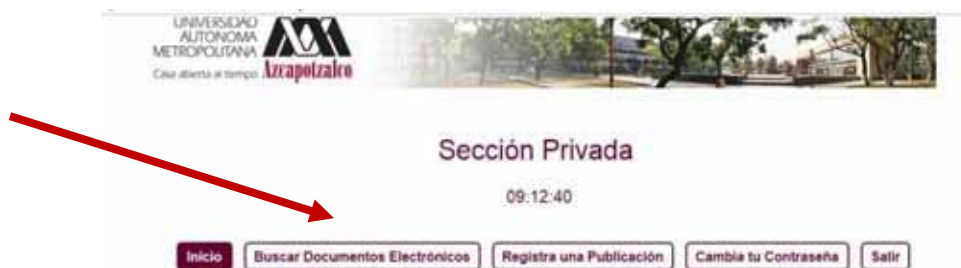 UNIVERSIDAD
AUTONOMA
METROPOLITANA
Casa abierta al tiempo Azcapotzalco
Sección Privada
09:12:40
Inicio Buscar Documentos Electrónicos Registra una Publicación Cambia tu Contraseña Salir